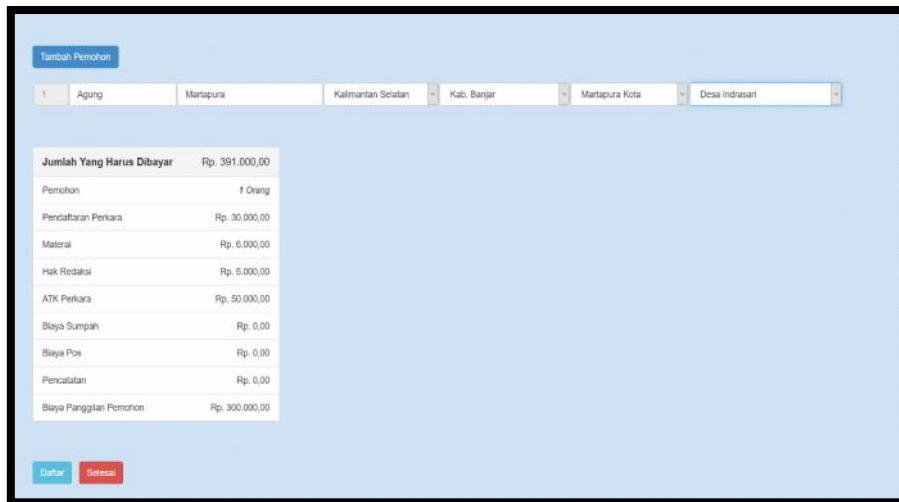 Tambah Pemohon
1 Agung Martapura Kalimantan Selatan Kab. Banjar Martapura Kota Desa Indrasari
Jumlah Yang Harus Dibayar Rp. 391.000,00
Pemohon 1 Orang
Pendaftaran Perkara Rp. 30.000,00
Materai Rp. 6.000,00
Hak Redaksi Rp. 5.000,00
ATK Perkara Rp. 50.000,00
Biaya Sumpah Rp. 0,00
Biaya Pos Rp. 0,00
Pencatatan Rp. 0,00
Biaya Panggilan Pemohon Rp. 300.000,00
Daftar Selesai